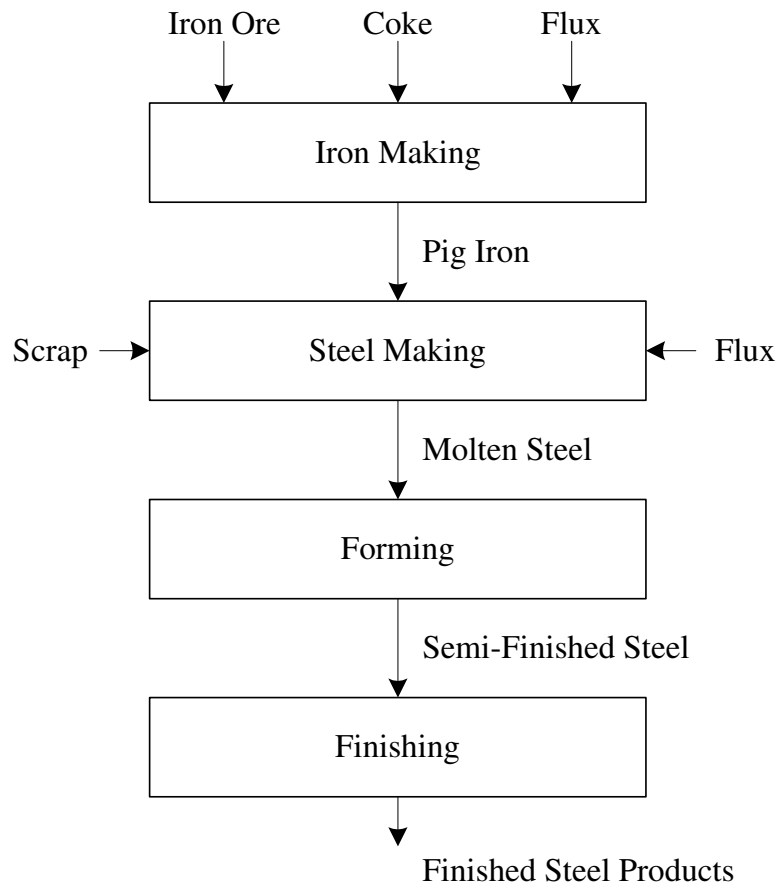 Iron Ore
Coke
Flux
Iron Making
Pig Iron
Scrap
Steel Making
Flux
Molten Steel
Forming
Semi-Finished Steel
Finishing
Finished Steel Products